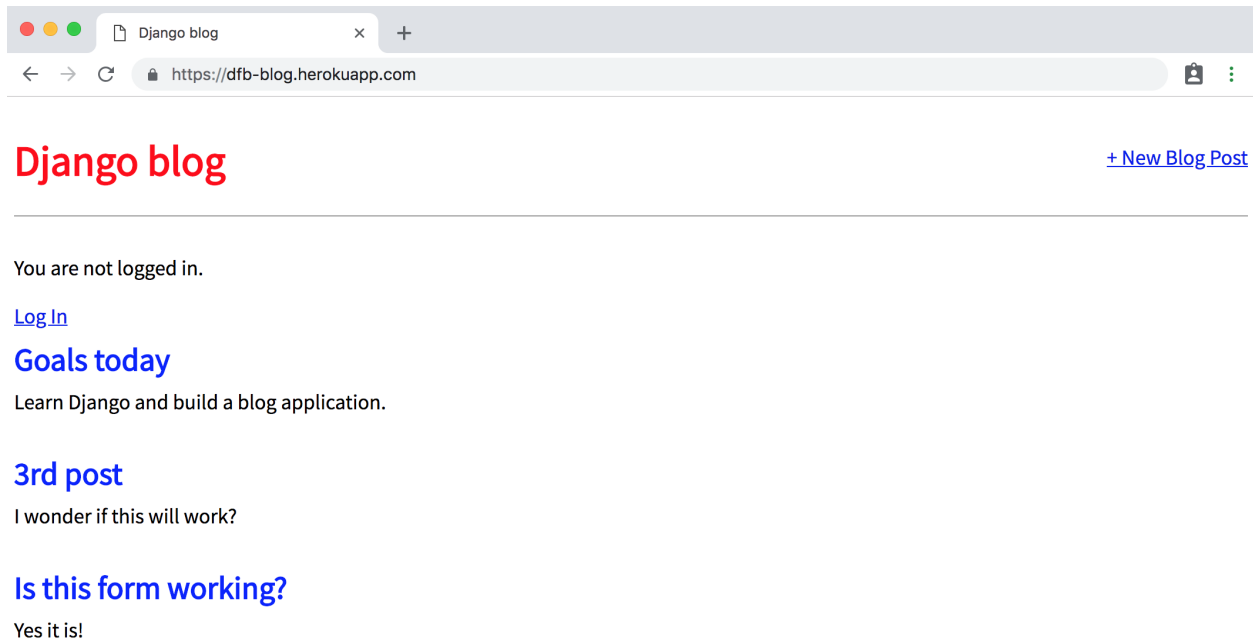 Django blog
https://dfb-blog.herokuapp.com
Django blog
+ New Blog Post
You are not logged in.
Log In
Goals today
Learn Django and build a blog application.
3rd post
I wonder if this will work?
Is this form working?
Yes it is!